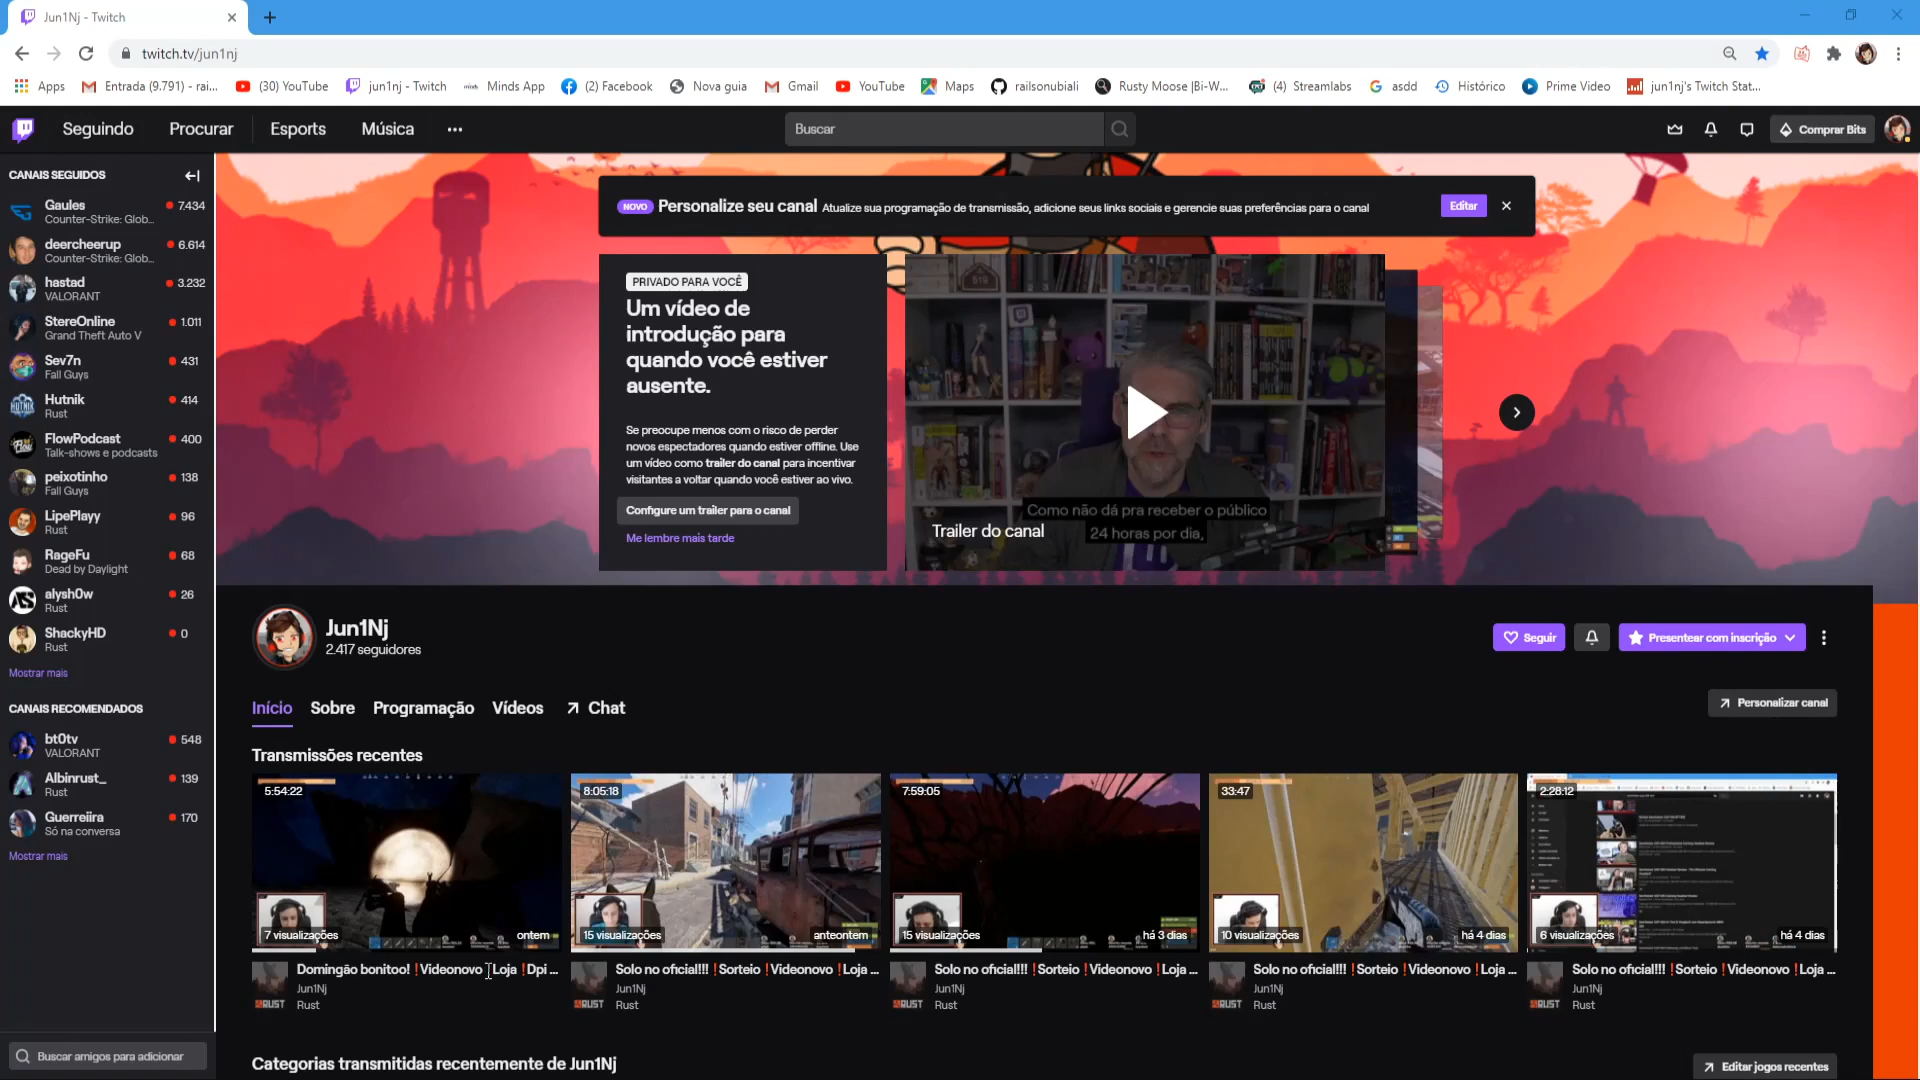 Jun1Nj - Twitch
twitch.tv/jun1nj
Apps
Entrada (9.791) - rai...
(30) YouTube
jun1nj - Twitch
Minds App
(2) Facebook
Nova guia
Gmail
YouTube
Maps
railsonubiali
Rusty Moose |Bi-W...
(4) Streamlabs
asdd
Histórico
Prime Video
jun1nj's Twitch Stat...
Seguindo
Procurar
Esports
Música
Buscar
Comprar Bits
CANAIS SEGUIDOS
Gaules 7.434
Counter-Strike: Glob...
deercheerup 6.614
Counter-Strike: Glob...
hastad 3.232
VALORANT
StereOnline 1.011
Grand Theft Auto V
Sev7n 431
Fall Guys
Hutnik 414
Rust
FlowPodcast 400
Talk-shows e podcasts
peixotinho 138
Fall Guys
LipePlayy 96
Rust
RageFu 68
Dead by Daylight
alysh0w 26
Rust
ShackyHD 0
Rust
Mostrar mais
CANAIS RECOMENDADOS
bt0tv 548
VALORANT
Albinrust_ 139
Rust
Guerreiira 170
Só na conversa
Mostrar mais
Buscar amigos para adicionar
NOVO Personalize seu canal Atualize sua programação de transmissão, adicione seus links sociais e gerencie suas preferências para o canal
Editar
PRIVADO PARA VOCÊ
Um vídeo de
introdução para
quando você estiver
ausente.
Se preocupe menos com o risco de perder
novos espectadores quando estiver offline. Use
um vídeo como trailer do canal para incentivar
visitantes a voltar quando você estiver ao vivo.
Configure um trailer para o canal
Me lembre mais tarde
Como não dá pra receber o público
24 horas por dia,
Trailer do canal
Jun1Nj
2.417 seguidores
Seguir
Presentear com inscrição
Início
Sobre
Programação
Vídeos
Chat
Personalizar canal
Transmissões recentes
5:54:22
7 visualizações
ontem
Domingão bonitoo! ❗Videonovo ❗Loja ❗Dpi ...
Jun1Nj
Rust
8:05:18
15 visualizações
anteontem
Solo no oficial!!! ❗Sorteio ❗Videonovo ❗Loja ...
Jun1Nj
Rust
7:59:05
15 visualizações
há 3 dias
Solo no oficial!!! ❗Sorteio ❗Videonovo ❗Loja ...
Jun1Nj
Rust
33:47
10 visualizações
há 4 dias
Solo no oficial!!! ❗Sorteio ❗Videonovo ❗Loja ...
Jun1Nj
Rust
2:28:12
6 visualizações
há 4 dias
Solo no oficial!!! ❗Sorteio ❗Videonovo ❗Loja ...
Jun1Nj
Rust
Categorias transmitidas recentemente de Jun1Nj
Editar jogos recentes